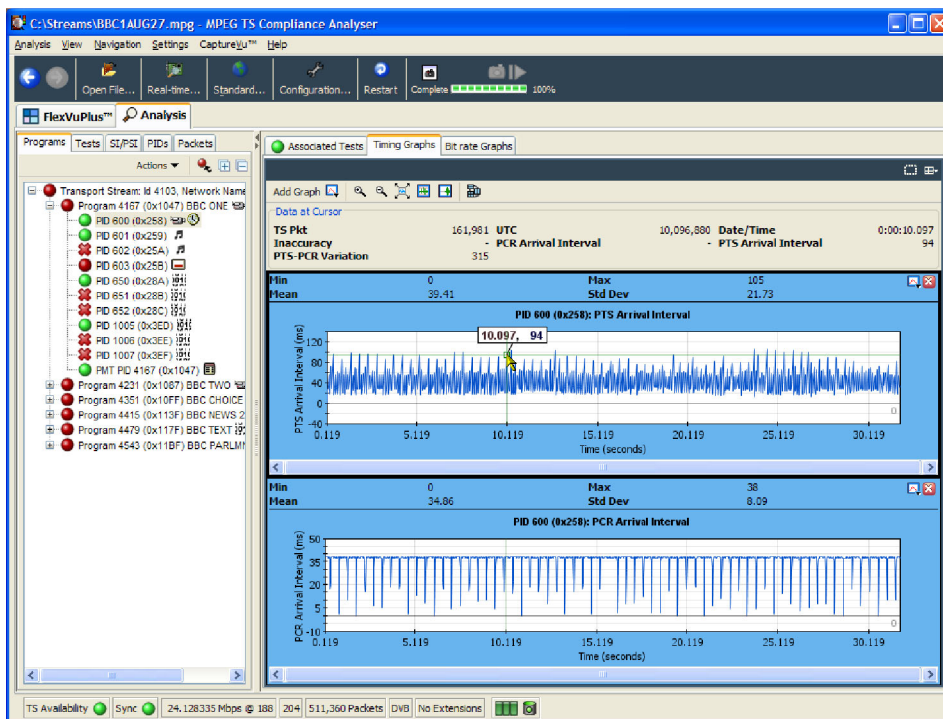 C:\Streams\BBC1AUG27.mpg - MPEG TS Compliance Analyser
Analysis View Navigation Settings CaptureVu™ Help
Open File... Real-time... Standard... Configuration... Restart Complete 100%
FlexVuPlus™ Analysis
Programs Tests SI/PSI PIDs Packets
Actions
Transport Stream: Id 4103, Network Name
Program 4167 (0x1047) BBC ONE
PID 600 (0x258)
PID 601 (0x259)
PID 602 (0x25A)
PID 603 (0x25B)
PID 650 (0x28A)
PID 651 (0x28B)
PID 652 (0x28C)
PID 1005 (0x3ED)
PID 1006 (0x3EE)
PID 1007 (0x3EF)
PMT PID 4167 (0x1047)
Program 4231 (0x1087) BBC TWO
Program 4351 (0x10FF) BBC CHOICE
Program 4415 (0x113F) BBC NEWS 2
Program 4479 (0x117F) BBC TEXT
Program 4543 (0x11BF) BBC PARLM
Associated Tests Timing Graphs Bit rate Graphs
Add Graph
Data at Cursor
TS Pkt 161,981 UTC 10,096,880 Date/Time 0:00:10.097
Inaccuracy - PCR Arrival Interval - PTS Arrival Interval 94
PTS-PCR Variation 315
Min 0 Max 105
Mean 39.41 Std Dev 21.73
PID 600 (0x258): PTS Arrival Interval
10.097, 94
PTS Arrival Interval (ms)
120
80
40
0
-40
0
0.119 5.119 10.119 15.119 20.119 25.119 30.119
Time (seconds)
Min 0 Max 38
Mean 34.86 Std Dev 8.09
PID 600 (0x258): PCR Arrival Interval
PCR Arrival Interval (ms)
50
35
20
5
-10
0
0.119 5.119 10.119 15.119 20.119 25.119 30.119
Time (seconds)
TS Availability Sync 24.128335 Mbps @ 188 204 511,360 Packets DVB No Extensions